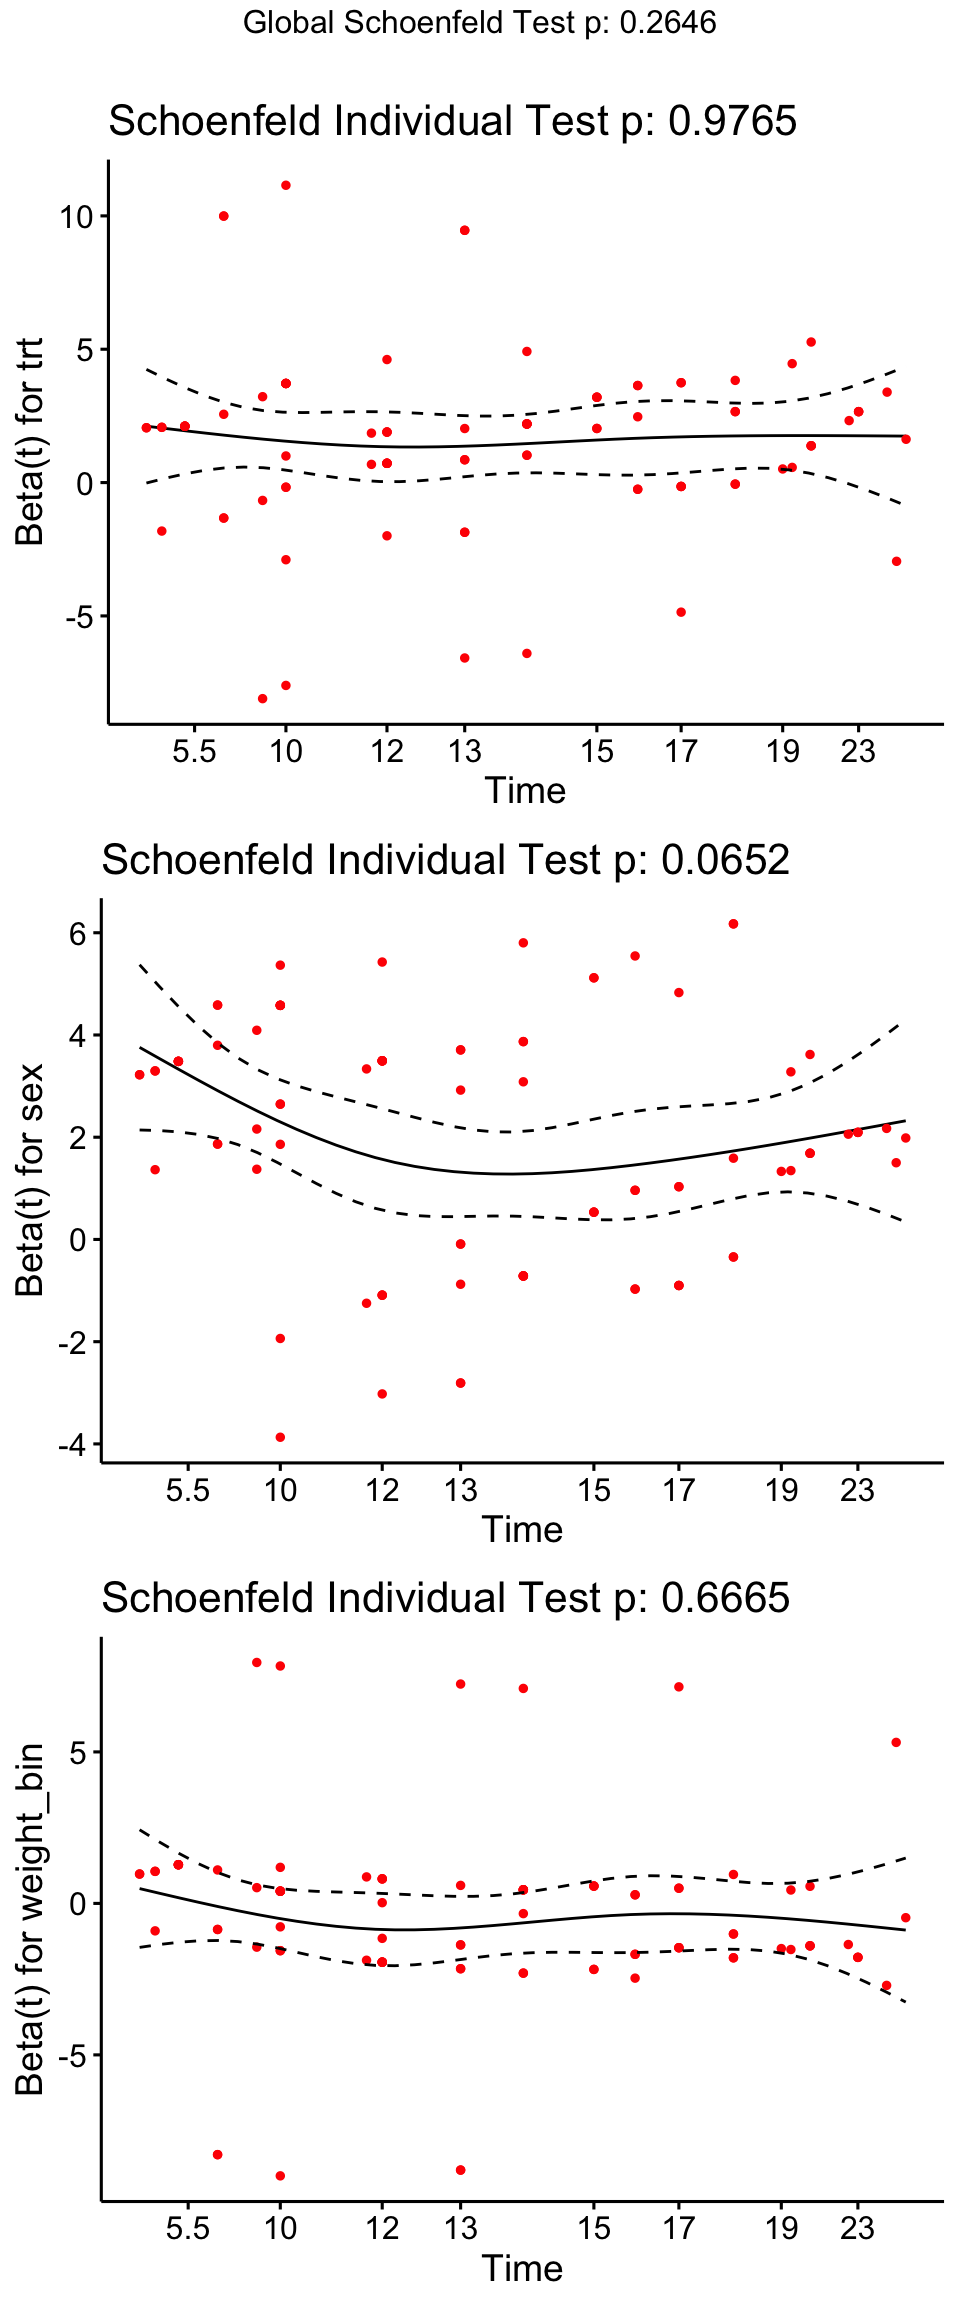 Global Schoenfeld Test p: 0.2646
Schoenfeld Individual Test p: 0.9765
Beta(t) for trt
10
5
0
-5
5.5 10 12 13 15 17 19 23
Time
Schoenfeld Individual Test p: 0.0652
Beta(t) for sex
6
4
2
0
-2
-4
5.5 10 12 13 15 17 19 23
Time
Schoenfeld Individual Test p: 0.6665
Beta(t) for weight_bin
5
0
-5
5.5 10 12 13 15 17 19 23
Time